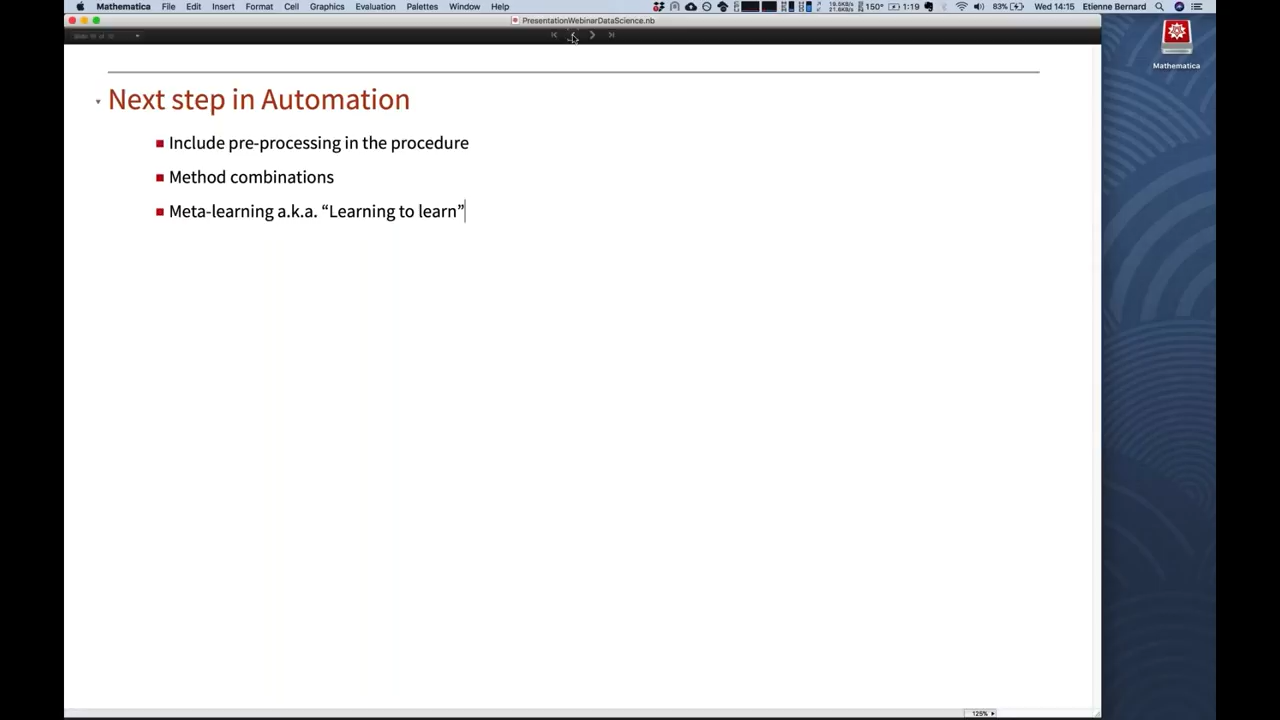 Mathematica File Edit Insert Format Cell Graphics Evaluation Palettes Window Help 150° 1:19 83% Wed 14:15 Etienne Bernard
PresentationWebinarDataScience.nb
Mathematica
Next step in Automation
Include pre-processing in the procedure
Method combinations
Meta-learning a.k.a. “Learning to learn”
125%